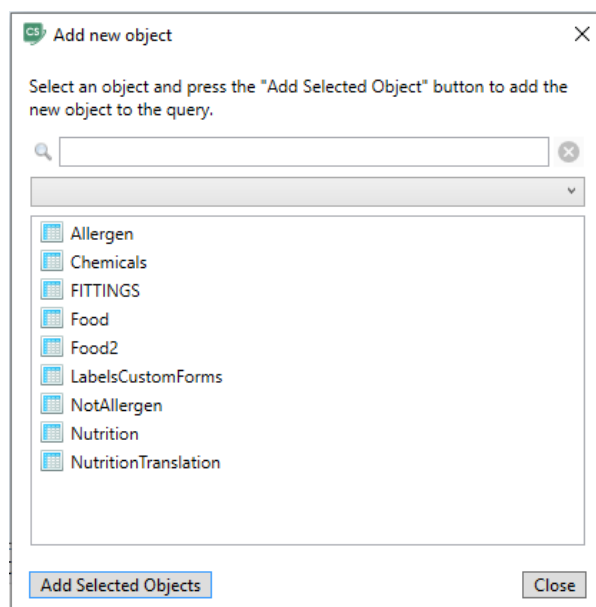 CS
Add new object
Select an object and press the "Add Selected Object" button to add the
new object to the query.
Allergen
Chemicals
FITTINGS
Food
Food2
LabelsCustomForms
NotAllergen
Nutrition
NutritionTranslation
Add Selected Objects
Close